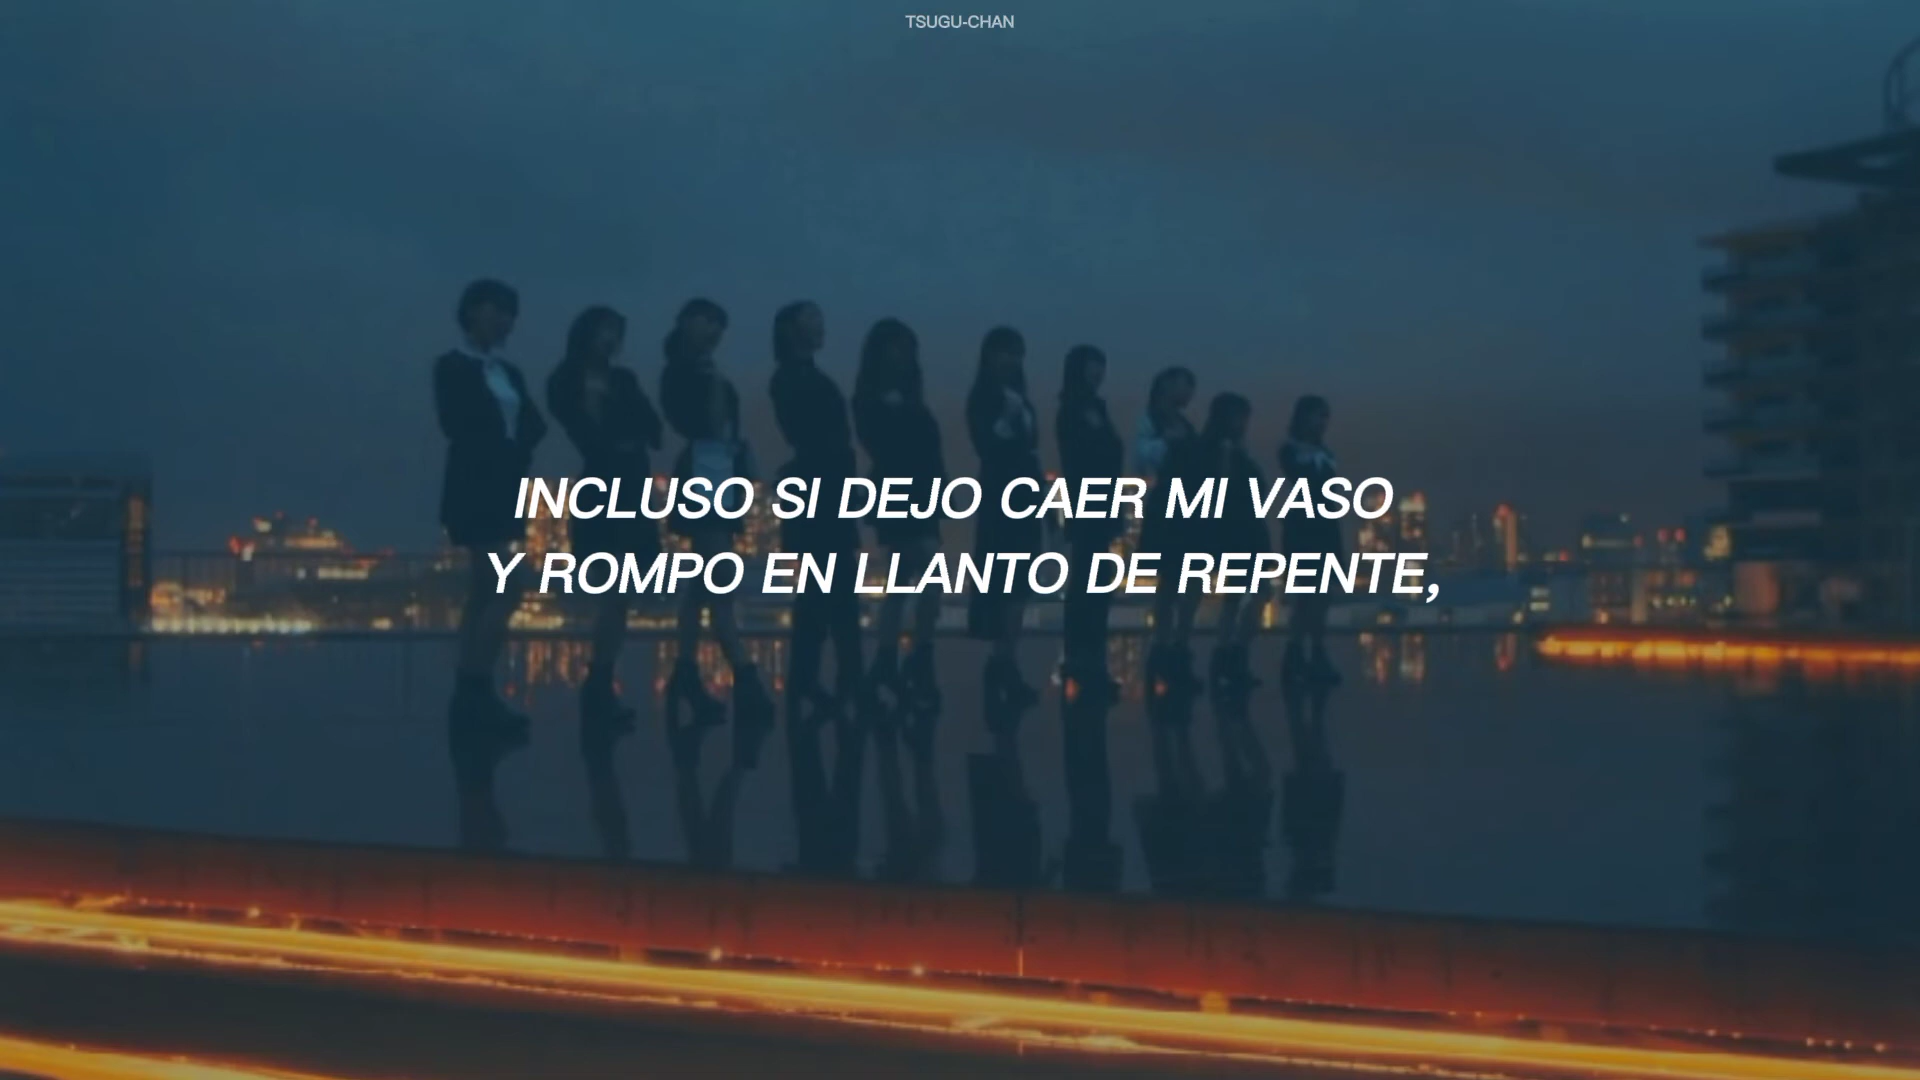 TSUGU-CHAN
INCLUSO SI DEJO CAER MI VASO
Y ROMPO EN LLANTO DE REPENTE,